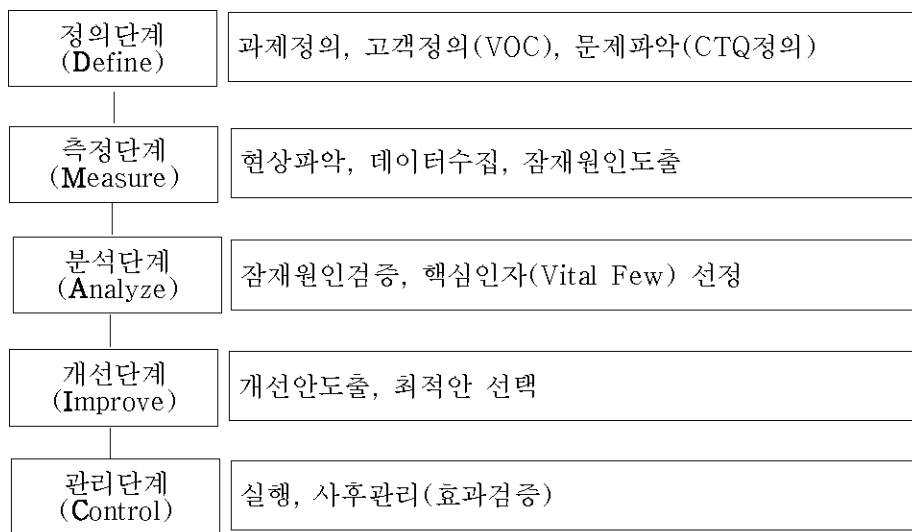 정의단계
(Define)
과제정의, 고객정의(VOC), 문제파악(CTQ정의)
측정단계
(Measure)
현상파악, 데이터수집, 잠재원인도출
분석단계
(Analyze)
잠재원인검증, 핵심인자(Vital Few) 선정
개선단계
(Improve)
개선안도출, 최적안 선택
관리단계
(Control)
실행, 사후관리(효과검증)